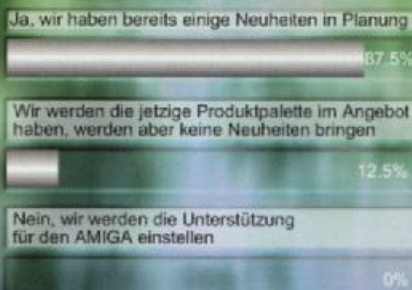 Ja, wir haben bereits einige Neuheiten in Planung
87.5%
Wir werden die jetzige Produktpalette im Angebot
haben, werden aber keine Neuheiten bringen
12.5%
Nein, wir werden die Unterstützung
für den AMIGA einstellen
0%